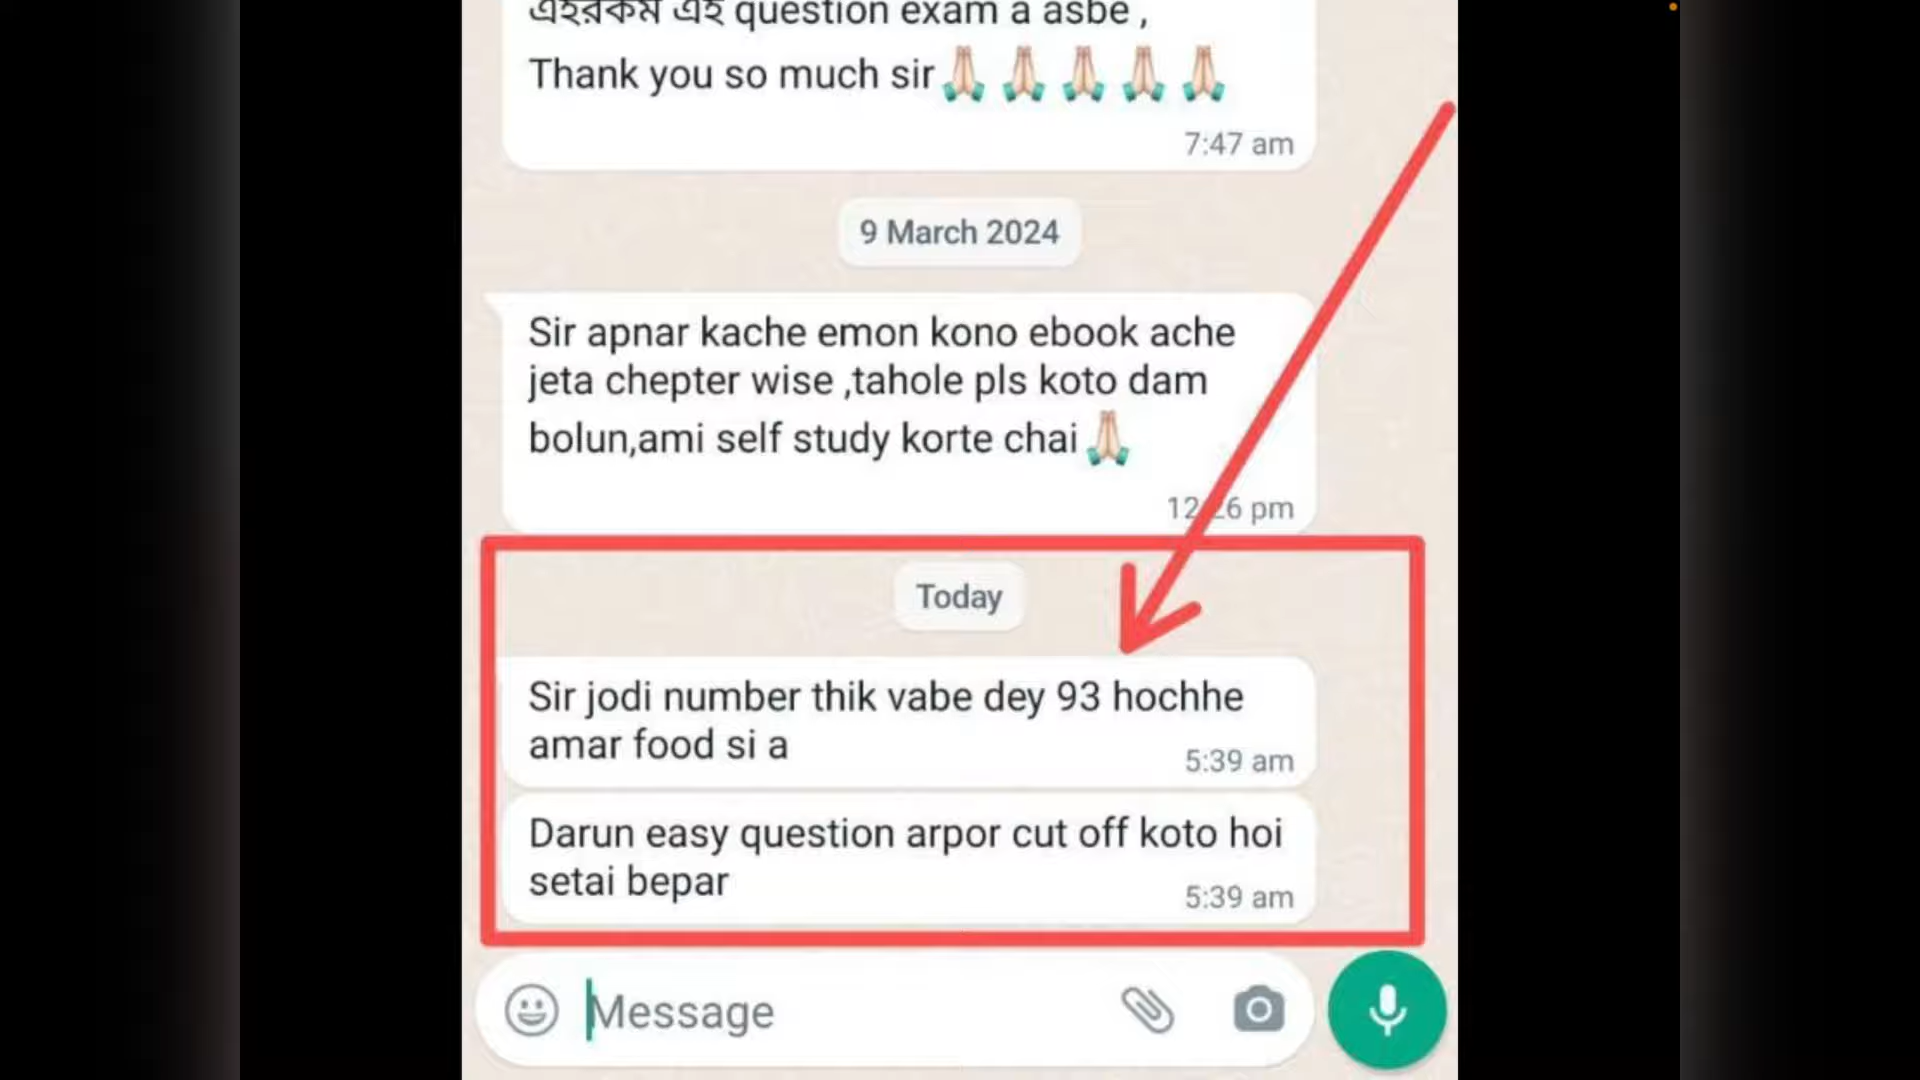 এইরকম এই question exam a asbe ,
Thank you so much sir🙏🏻🙏🏻🙏🏻🙏🏻🙏🏻
7:47 am
9 March 2024
Sir apnar kache emon kono ebook ache
jeta chepter wise ,tahole pls koto dam
bolun,ami self study korte chai🙏🏻
12:26 pm
Today
Sir jodi number thik vabe dey 93 hochhe
amar food si a
5:39 am
Darun easy question arpor cut off koto hoi
setai bepar
5:39 am
Message